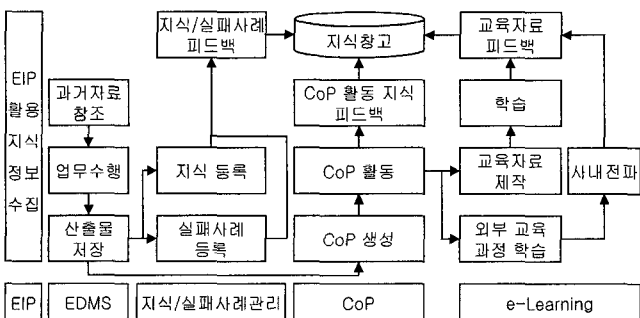 지식/실패사례
피드백
지식창고
교육자료
피드백
EIP
활용
지식
정보
수집
과거자료
참조
CoP 활동 지식
피드백
학습
업무수행
지식 등록
CoP 활동
교육자료
제작
사내전파
산출물
저장
실패사례
등록
CoP 생성
외부 교육
과정 학습
EIP
EDMS
지식/실패사례관리
CoP
e-Learning